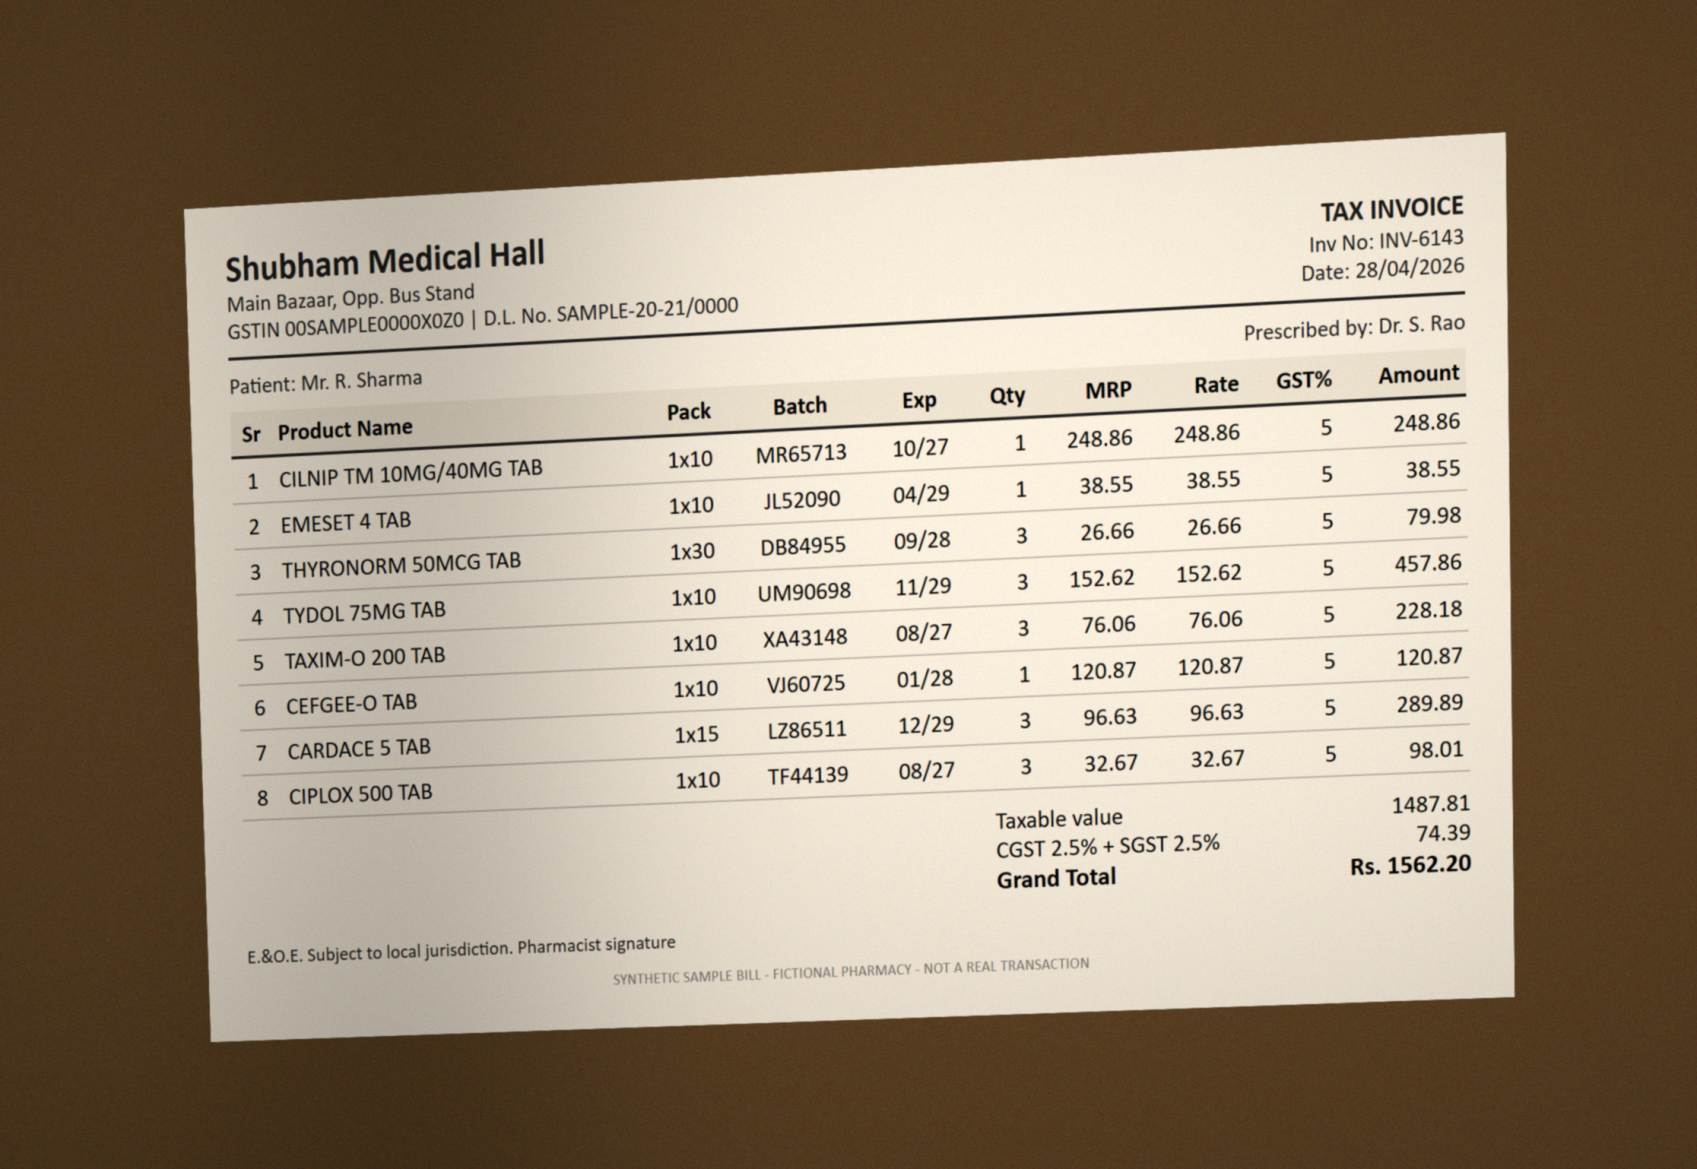 Shubham Medical Hall
Main Bazaar, Opp. Bus Stand
GSTIN 00SAMPLE0000X0Z0 | D.L. No. SAMPLE-20-21/0000
TAX INVOICE
Inv No: INV-6143
Date: 28/04/2026
Patient: Mr. R. Sharma
Prescribed by: Dr. S. Rao
Sr Product Name Pack Batch Exp Qty MRP Rate GST% Amount
1 CILNIP TM 10MG/40MG TAB 1x10 MR65713 10/27 1 248.86 248.86 5 248.86
2 EMESET 4 TAB 1x10 JL52090 04/29 1 38.55 38.55 5 38.55
3 THYRONORM 50MCG TAB 1x30 DB84955 09/28 3 26.66 26.66 5 79.98
4 TYDOL 75MG TAB 1x10 UM90698 11/29 3 152.62 152.62 5 457.86
5 TAXIM-O 200 TAB 1x10 XA43148 08/27 3 76.06 76.06 5 228.18
6 CEFGEE-O TAB 1x10 VJ60725 01/28 1 120.87 120.87 5 120.87
7 CARDACE 5 TAB 1x15 LZ86511 12/29 3 96.63 96.63 5 289.89
8 CIPLOX 500 TAB 1x10 TF44139 08/27 3 32.67 32.67 5 98.01
Taxable value 1487.81
CGST 2.5% + SGST 2.5% 74.39
Grand Total Rs. 1562.20
E.&O.E. Subject to local jurisdiction. Pharmacist signature
SYNTHETIC SAMPLE BILL - FICTIONAL PHARMACY - NOT A REAL TRANSACTION